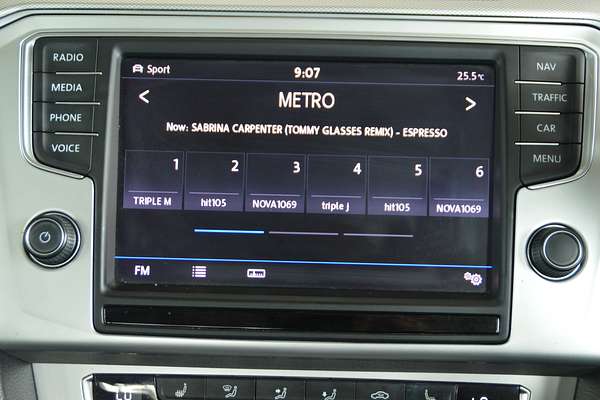 RADIO
MEDIA
PHONE
VOICE
Sport 9:07 25.5°C
< METRO >
Now: SABRINA CARPENTER (TOMMY GLASSES REMIX) - ESPRESSO
1 2 3 4 5 6
TRIPLE M hit105 NOVA1069 triple J hit105 NOVA1069
FM
NAV
TRAFFIC
CAR
MENU